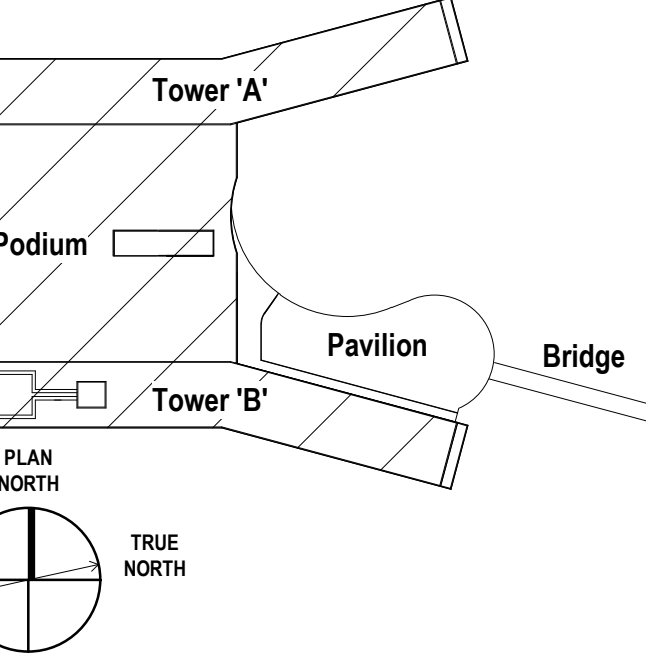 Tower 'A'
Podium
Pavilion
Bridge
Tower 'B'
PLAN
NORTH
TRUE
NORTH